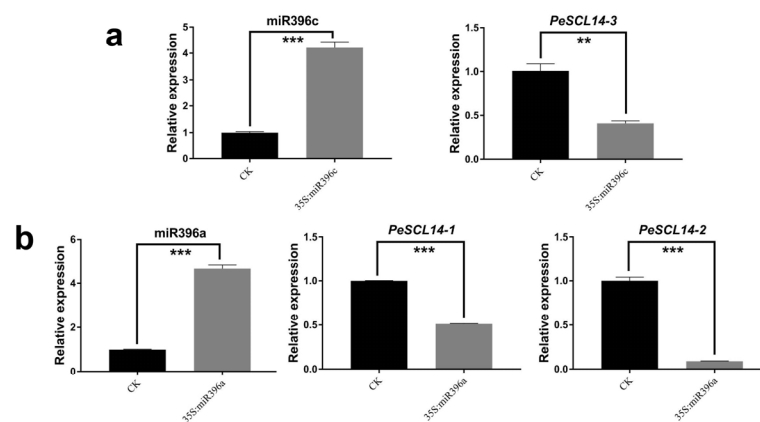 a
miR396c
***
Relative expression
5
4
3
2
1
0
CK
35S:miR396c
PeSCL14-3
**
Relative expression
1.5
1.0
0.5
0.0
CK
35S:miR396c
b
miR396a
***
Relative expression
6
4
2
0
CK
35S:miR396a
PeSCL14-1
***
Relative expression
1.5
1.0
0.5
0.0
CK
35S:miR396a
PeSCL14-2
***
Relative expression
1.5
1.0
0.5
0.0
CK
35S:miR396a